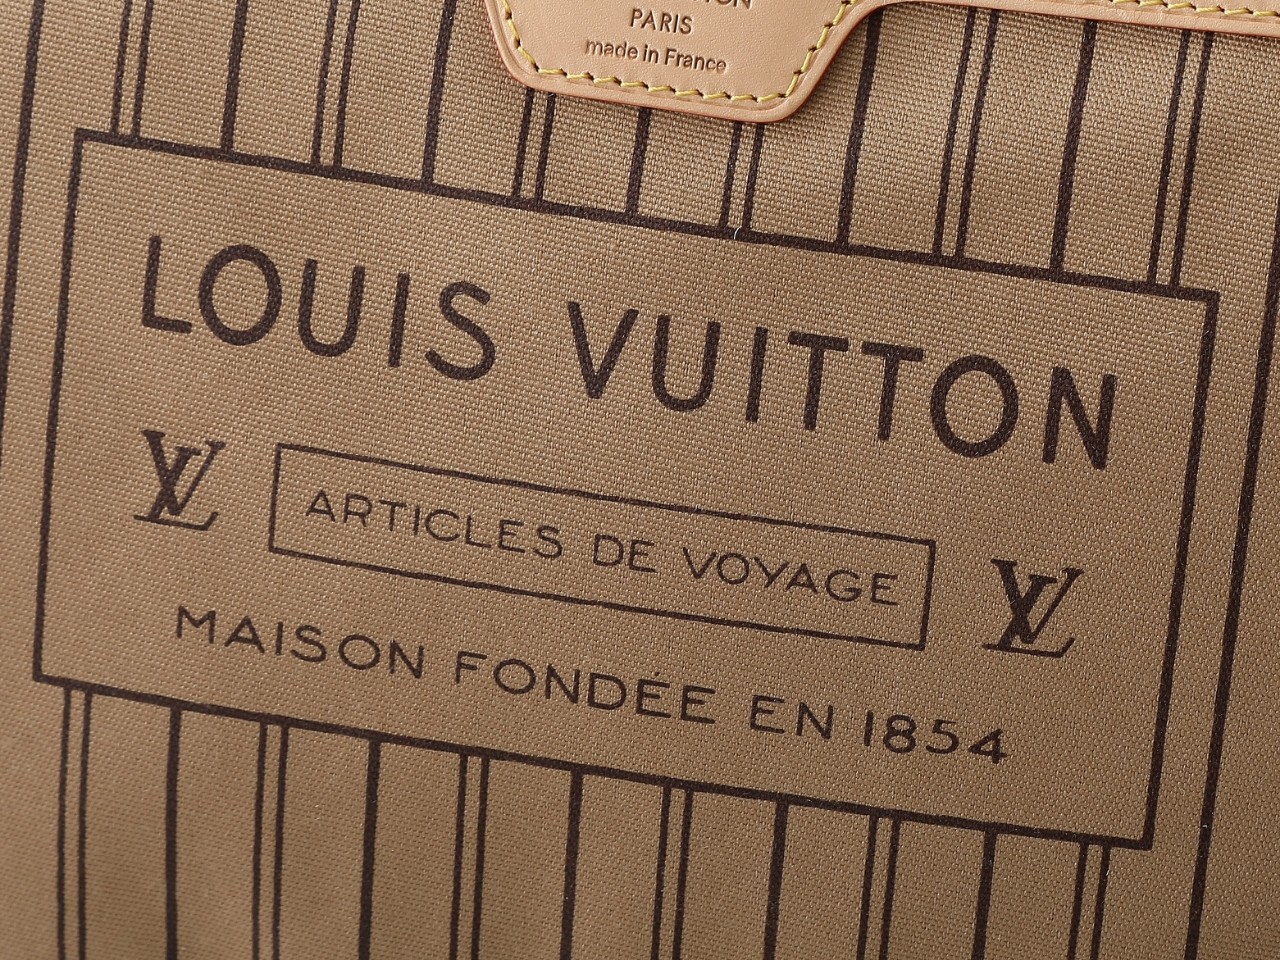 PARIS
made in France
LOUIS VUITTON
LV
ARTICLES DE VOYAGE
LV
MAISON FONDÉE EN 1854